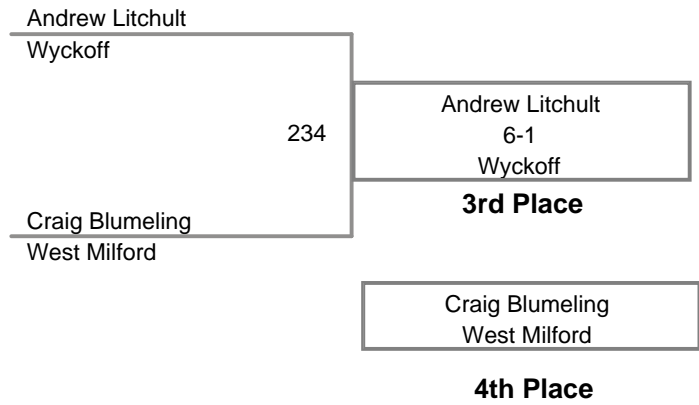 Andrew Litchult
Wyckoff
234
Andrew Litchult
6-1
Wyckoff
3rd Place
Craig Blumeling
West Milford
Craig Blumeling
West Milford
4th Place